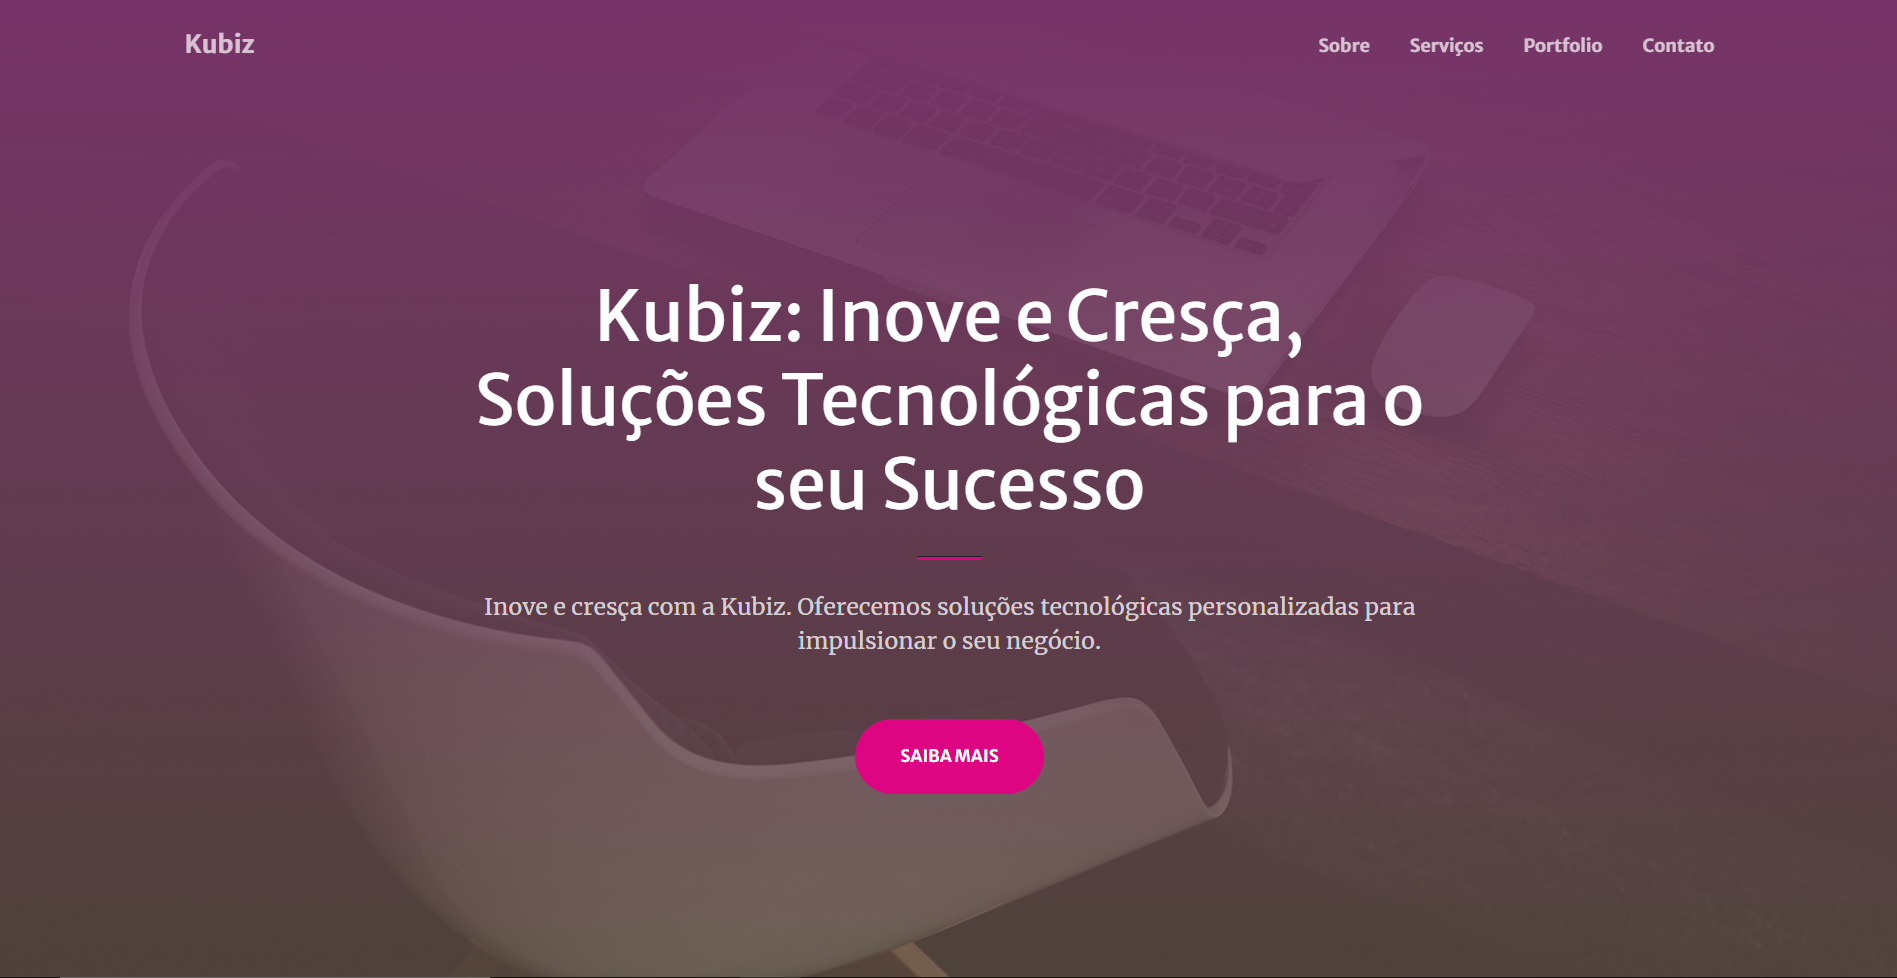 Kubiz
Sobre Serviços Portfolio Contato
Kubiz: Inove e Cresça,
Soluções Tecnológicas para o
seu Sucesso
Inove e cresça com a Kubiz. Oferecemos soluções tecnológicas personalizadas para
impulsionar o seu negócio.
SAIBA MAIS